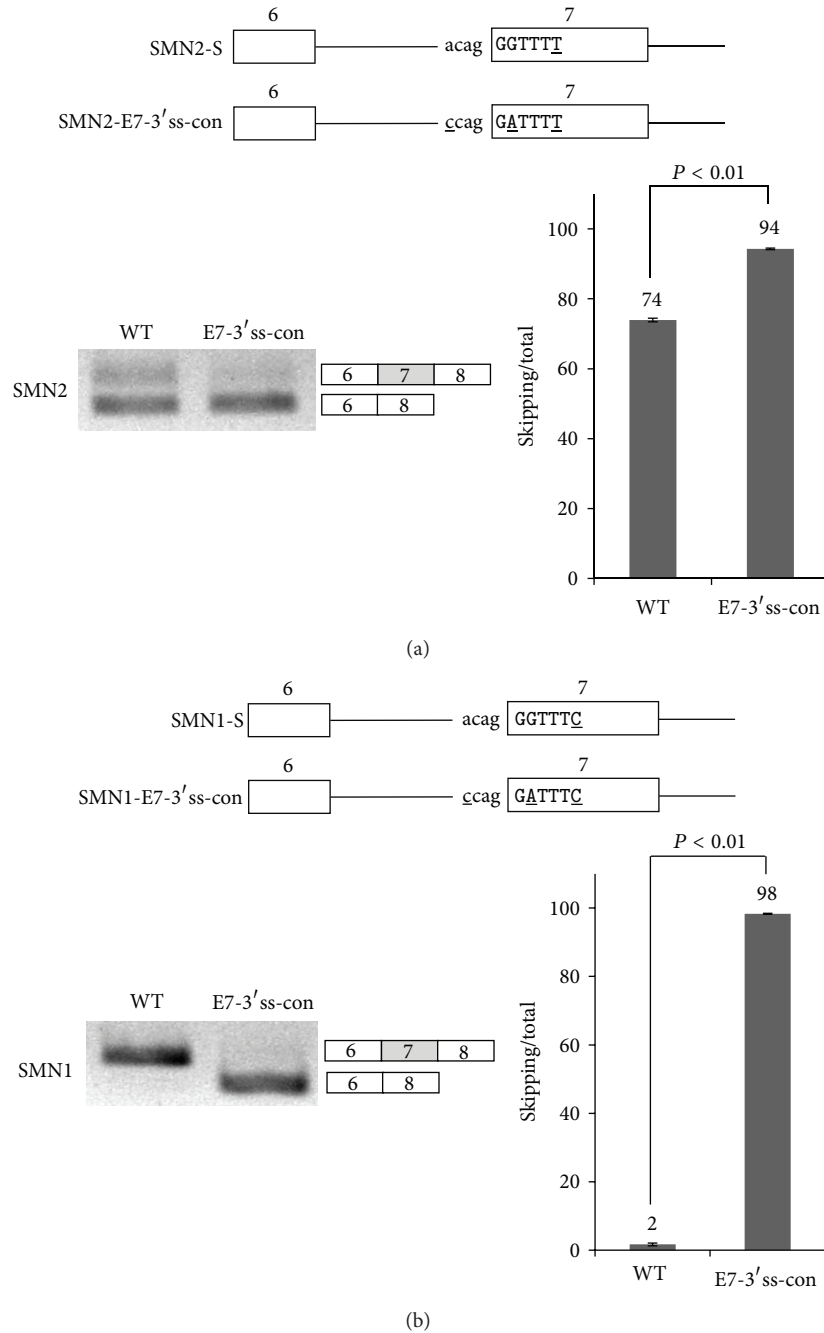 6 7
SMN2-S acag GGTTTT
6 7
SMN2-E7-3′ss-con ccag GATTTT
P < 0.01
100
80
60
40
20
0
Skipping/total
74
94
WT E7-3′ss-con
WT E7-3′ss-con
SMN2
6 7 8
6 8
(a)
6 7
SMN1-S acag GGTTTC
6 7
SMN1-E7-3′ss-con ccag GATTTC
P < 0.01
100
80
60
40
20
0
Skipping/total
2
98
WT E7-3′ss-con
WT E7-3′ss-con
SMN1
6 7 8
6 8
(b)